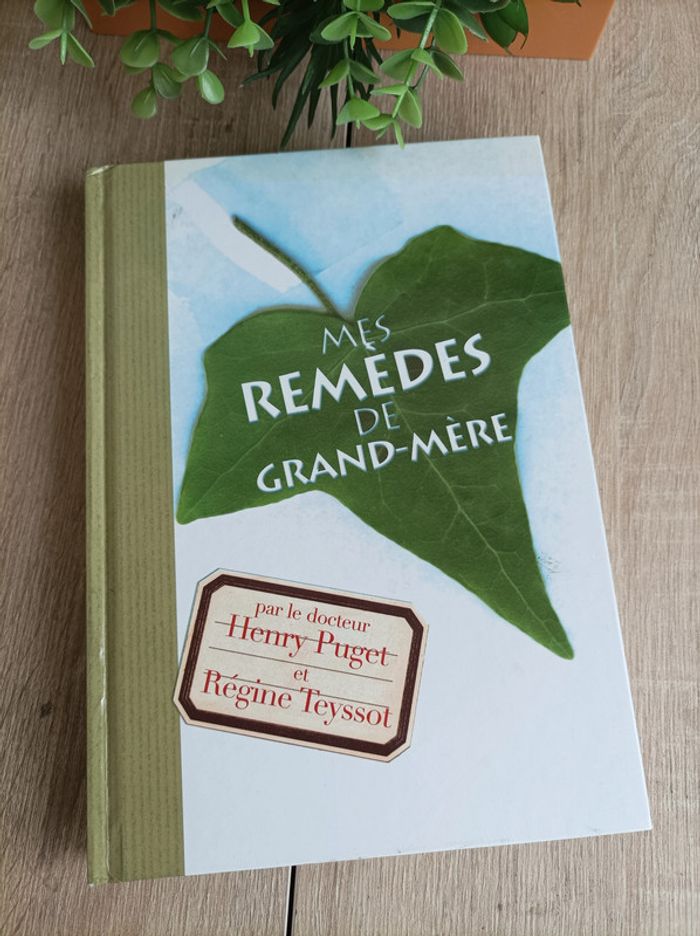 MES
REMÈDES
DE
GRAND-MÈRE
par le docteur
Henry Puget
et
Régine Teyssot